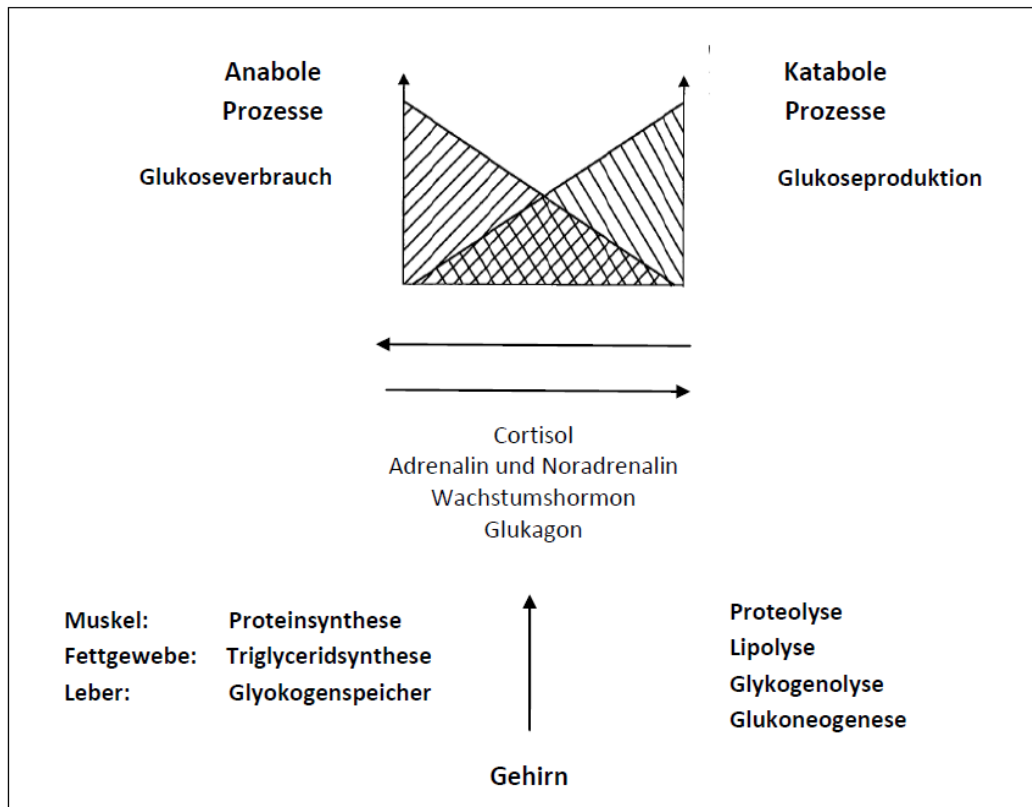 Anabole
Prozesse
Glukoseverbrauch
Katabole
Prozesse
Glukoseproduktion
Cortisol
Adrenalin und Noradrenalin
Wachstumshormon
Glukagon
Muskel: Proteinsynthese
Fettgewebe: Triglyceridsynthese
Leber: Glyokogenspeicher
Proteolyse
Lipolyse
Glykogenolyse
Glukoneogenese
Gehirn